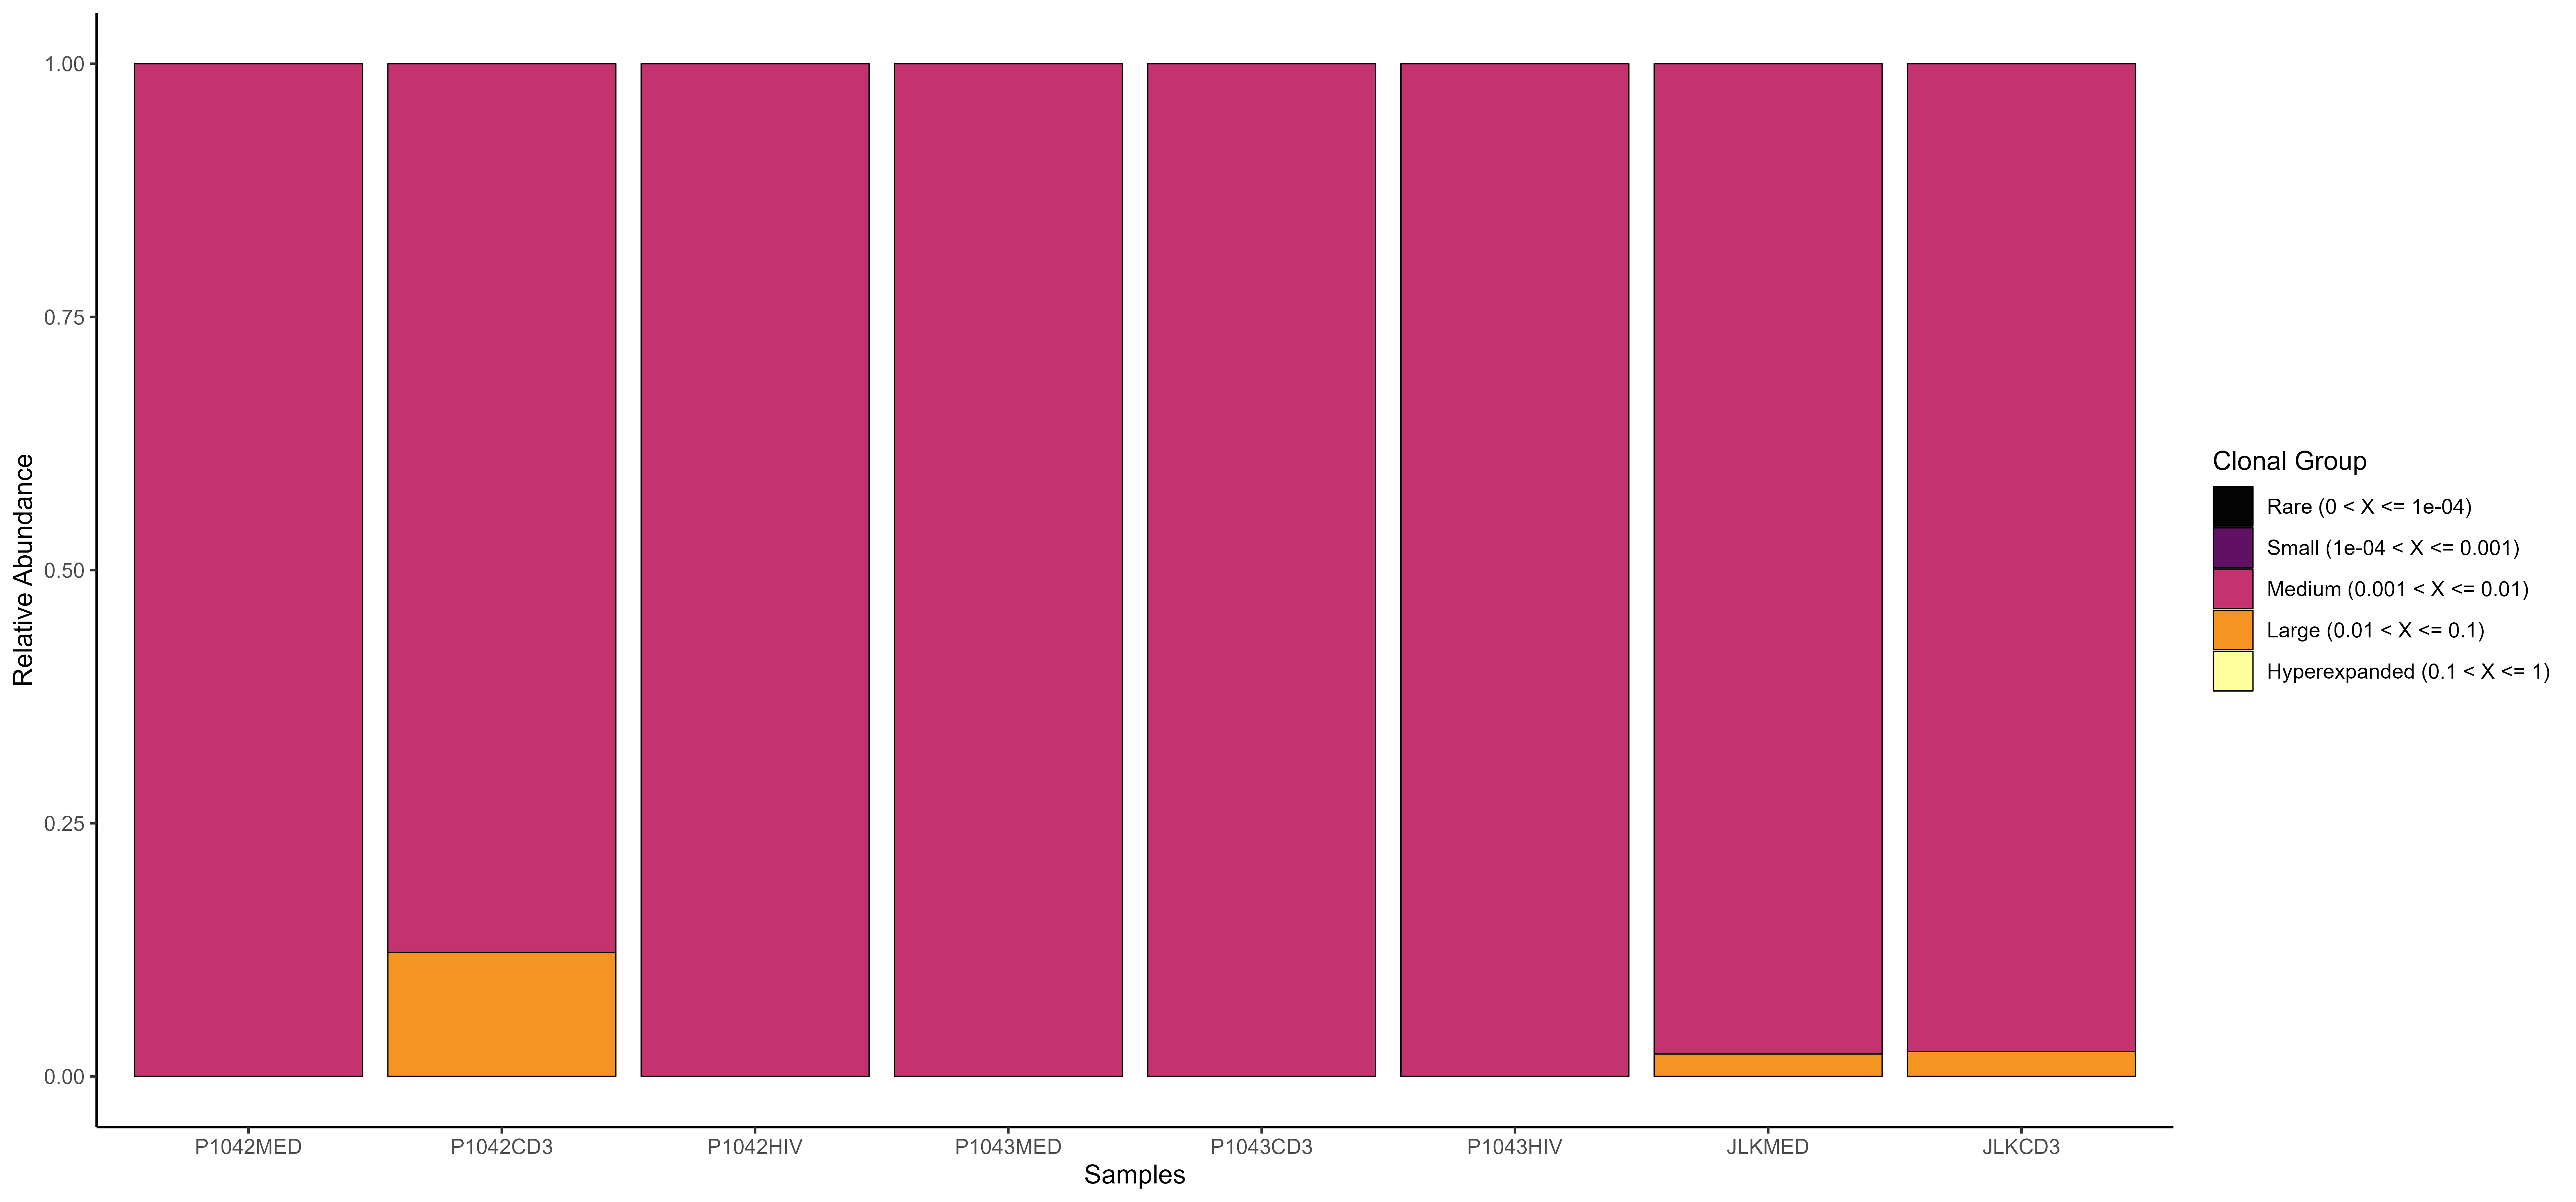 Relative Abundance
1.00
0.75
0.50
0.25
0.00
P1042MED
P1042CD3
P1042HIV
P1043MED
P1043CD3
P1043HIV
JLKMED
JLKCD3
Samples
Clonal Group
Rare (0 < X <= 1e-04)
Small (1e-04 < X <= 0.001)
Medium (0.001 < X <= 0.01)
Large (0.01 < X <= 0.1)
Hyperexpanded (0.1 < X <= 1)